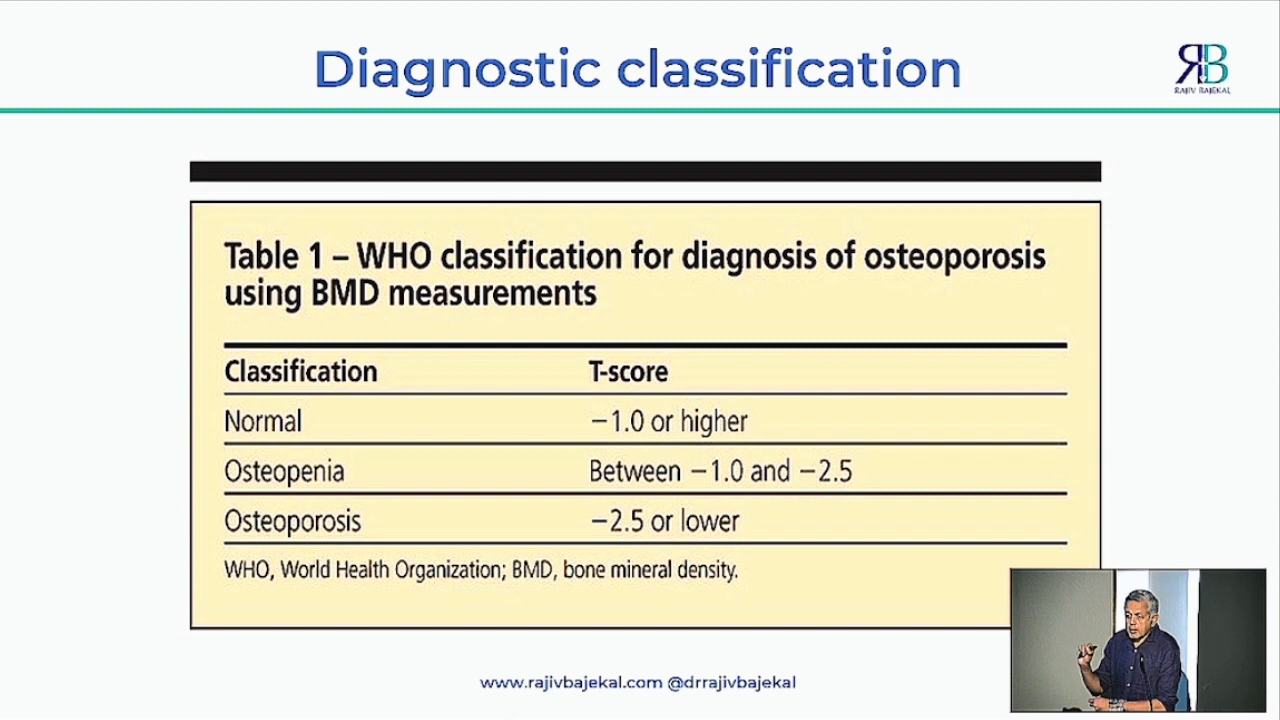 Diagnostic classification
RB
RAJIV BAJEKAL
Table 1 – WHO classification for diagnosis of osteoporosis
using BMD measurements
Classification T-score
Normal −1.0 or higher
Osteopenia Between −1.0 and −2.5
Osteoporosis −2.5 or lower
WHO, World Health Organization; BMD, bone mineral density.
www.rajivbajekal.com @drrajivbajekal